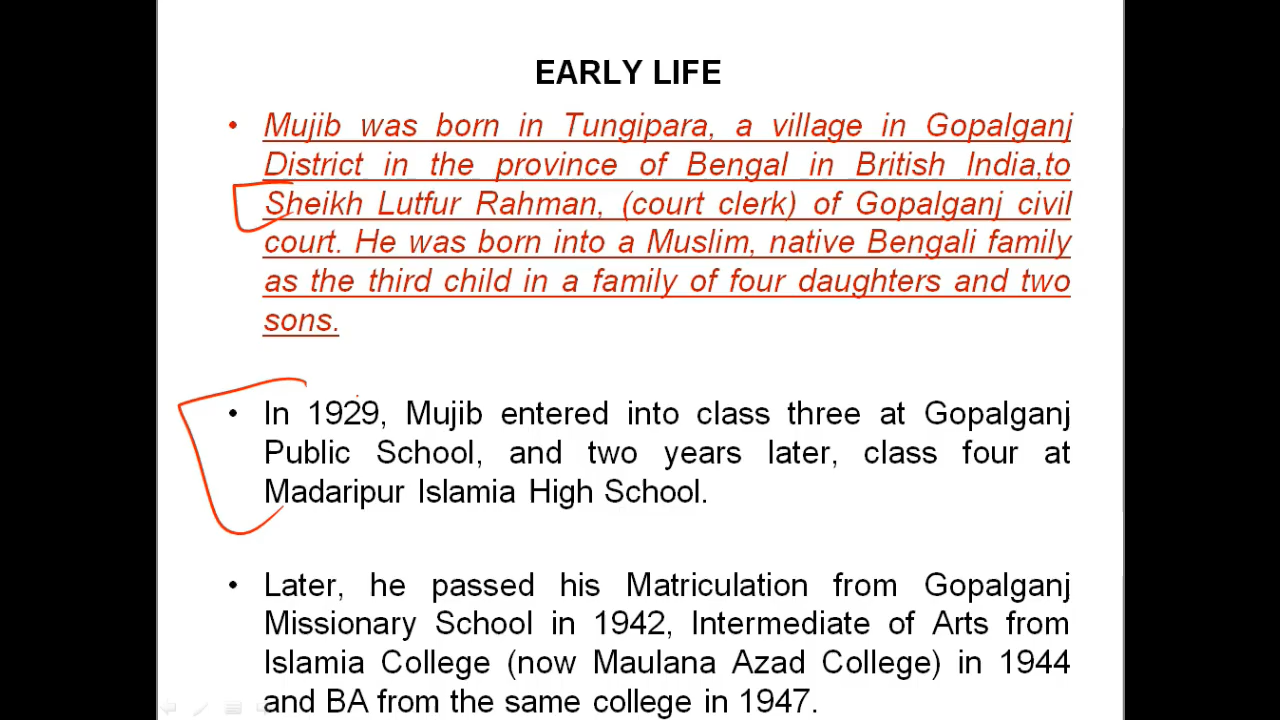 EARLY LIFE
• Mujib was born in Tungipara, a village in Gopalganj
District in the province of Bengal in British India,to
Sheikh Lutfur Rahman, (court clerk) of Gopalganj civil
court. He was born into a Muslim, native Bengali family
as the third child in a family of four daughters and two
sons.
• In 1929, Mujib entered into class three at Gopalganj
Public School, and two years later, class four at
Madaripur Islamia High School.
• Later, he passed his Matriculation from Gopalganj
Missionary School in 1942, Intermediate of Arts from
Islamia College (now Maulana Azad College) in 1944
and BA from the same college in 1947.